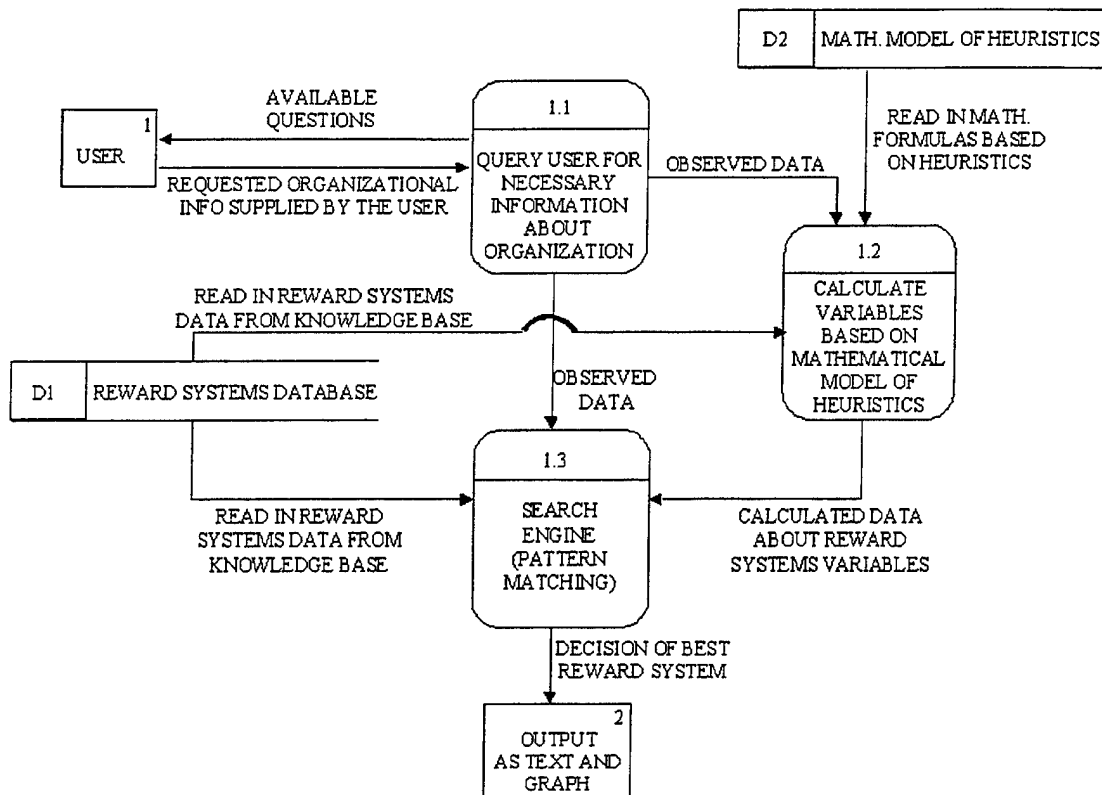 D2
MATH. MODEL OF HEURISTICS
AVAILABLE
QUESTIONS
1
USER
REQUESTED ORGANIZATIONAL
INFO SUPPLIED BY THE USER
1.1
QUERY USER FOR
NECESSARY
INFORMATION
ABOUT
ORGANIZATION
OBSERVED DATA
READ IN MATH.
FORMULAS BASED
ON HEURISTICS
1.2
CALCULATE
VARIABLES
BASED ON
MATHEMATICAL
MODEL OF
HEURISTICS
READ IN REWARD SYSTEMS
DATA FROM KNOWLEDGE BASE
D1
REWARD SYSTEMS DATABASE
OBSERVED
DATA
1.3
SEARCH
ENGINE
(PATTERN
MATCHING)
READ IN REWARD
SYSTEMS DATA FROM
KNOWLEDGE BASE
CALCULATED DATA
ABOUT REWARD
SYSTEMS VARIABLES
DECISION OF BEST
REWARD SYSTEM
2
OUTPUT
AS TEXT AND
GRAPH